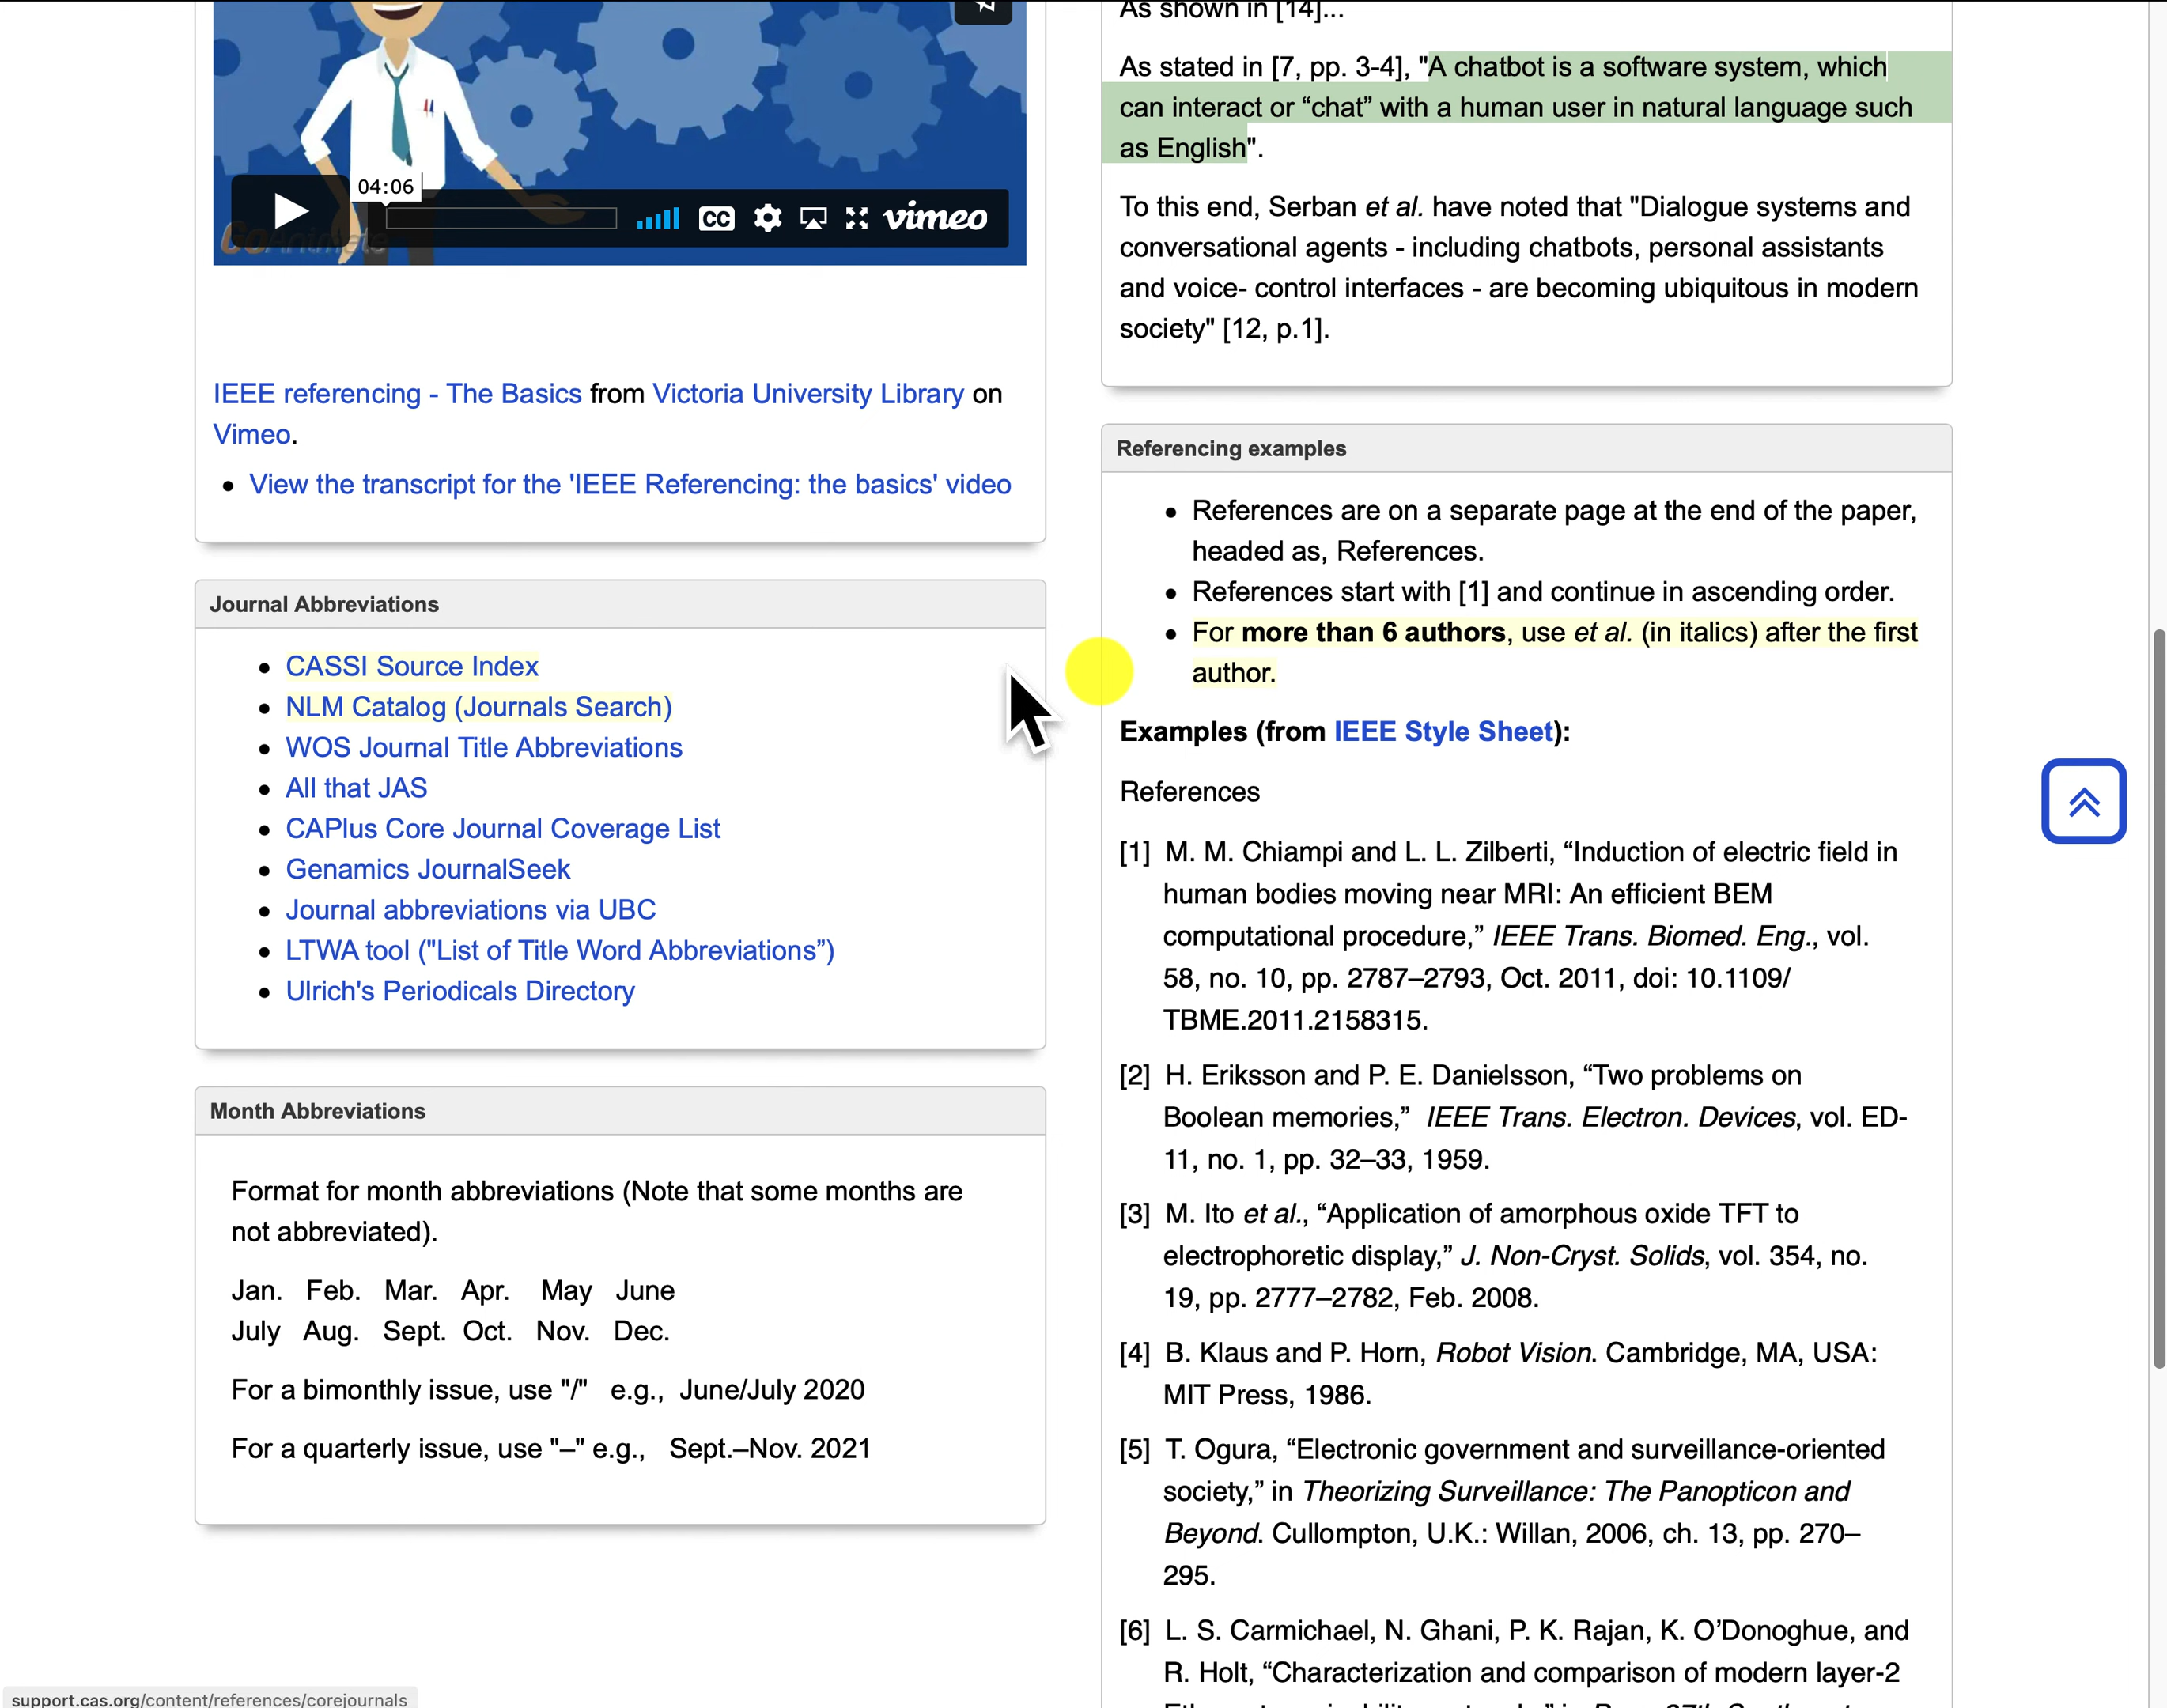 04:06
CC
vimeo
GoAnimate
IEEE referencing - The Basics from Victoria University Library on
Vimeo.
• View the transcript for the 'IEEE Referencing: the basics' video
Journal Abbreviations
• CASSI Source Index
• NLM Catalog (Journals Search)
• WOS Journal Title Abbreviations
• All that JAS
• CAPlus Core Journal Coverage List
• Genamics JournalSeek
• Journal abbreviations via UBC
• LTWA tool ("List of Title Word Abbreviations”)
• Ulrich's Periodicals Directory
Month Abbreviations
Format for month abbreviations (Note that some months are
not abbreviated).
Jan. Feb. Mar. Apr. May June
July Aug. Sept. Oct. Nov. Dec.
For a bimonthly issue, use "/" e.g., June/July 2020
For a quarterly issue, use "–" e.g., Sept.–Nov. 2021
As shown in [14]...
As stated in [7, pp. 3-4], "A chatbot is a software system, which
can interact or “chat” with a human user in natural language such
as English".
To this end, Serban et al. have noted that "Dialogue systems and
conversational agents - including chatbots, personal assistants
and voice- control interfaces - are becoming ubiquitous in modern
society" [12, p.1].
Referencing examples
• References are on a separate page at the end of the paper,
headed as, References.
• References start with [1] and continue in ascending order.
• For more than 6 authors, use et al. (in italics) after the first
author.
Examples (from IEEE Style Sheet):
References
[1] M. M. Chiampi and L. L. Zilberti, “Induction of electric field in
human bodies moving near MRI: An efficient BEM
computational procedure,” IEEE Trans. Biomed. Eng., vol.
58, no. 10, pp. 2787–2793, Oct. 2011, doi: 10.1109/
TBME.2011.2158315.
[2] H. Eriksson and P. E. Danielsson, “Two problems on
Boolean memories,” IEEE Trans. Electron. Devices, vol. ED-
11, no. 1, pp. 32–33, 1959.
[3] M. Ito et al., “Application of amorphous oxide TFT to
electrophoretic display,” J. Non-Cryst. Solids, vol. 354, no.
19, pp. 2777–2782, Feb. 2008.
[4] B. Klaus and P. Horn, Robot Vision. Cambridge, MA, USA:
MIT Press, 1986.
[5] T. Ogura, “Electronic government and surveillance-oriented
society,” in Theorizing Surveillance: The Panopticon and
Beyond. Cullompton, U.K.: Willan, 2006, ch. 13, pp. 270–
295.
[6] L. S. Carmichael, N. Ghani, P. K. Rajan, K. O’Donoghue, and
R. Holt, “Characterization and comparison of modern layer-2
support.cas.org/content/references/corejournals